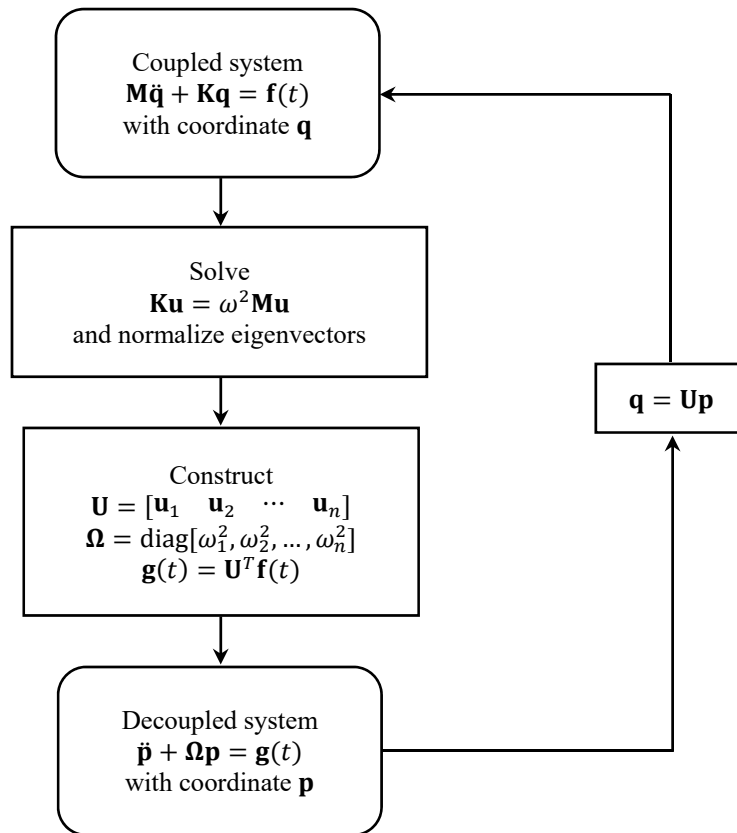 Coupled system
𝐌𝐪̈ + 𝐊𝐪 = 𝐟(𝑡)
with coordinate 𝐪
Solve
𝐊𝐮 = 𝜔²𝐌𝐮
and normalize eigenvectors
𝐪 = 𝐔𝐩
Construct
𝐔 = [𝐮₁ 𝐮₂ ⋯ 𝐮ₙ]
𝛀 = diag[𝜔₁², 𝜔₂², … , 𝜔ₙ²]
𝐠(𝑡) = 𝐔ᵀ𝐟(𝑡)
Decoupled system
𝐩̈ + 𝛀𝐩 = 𝐠(𝑡)
with coordinate 𝐩